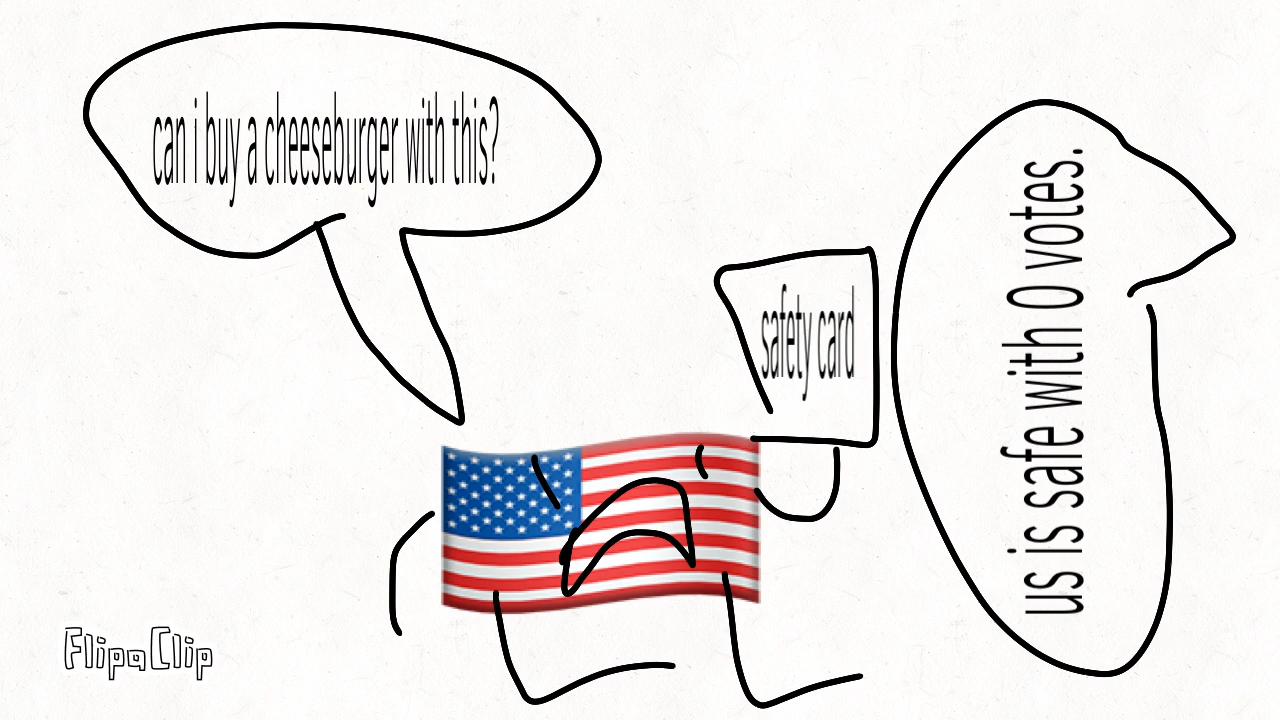 can i buy a cheeseburger with this?
safety card
us is safe with 0 votes.
FlipaClip